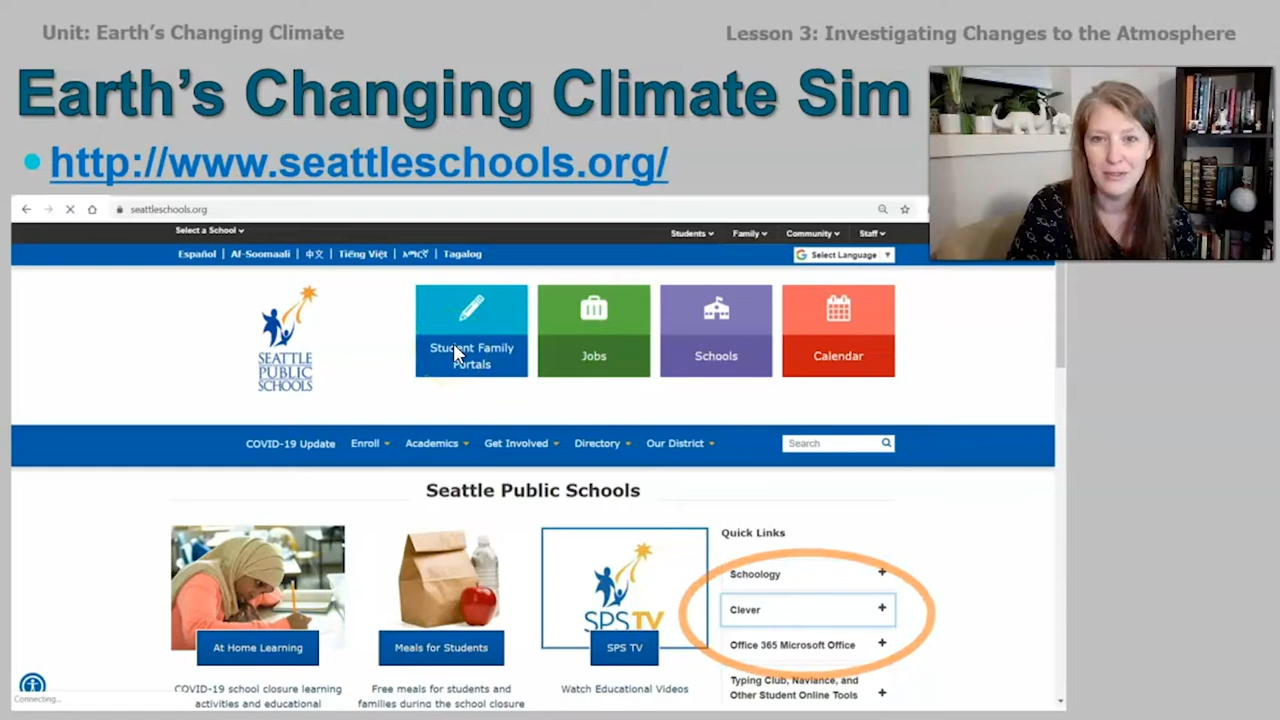 Unit: Earth's Changing Climate
Lesson 3: Investigating Changes to the Atmosphere
Earth's Changing Climate Sim
http://www.seattleschools.org/
seattleschools.org
Select a School
Students
Family
Community
Staff
Español | Af-Soomaali | 中文 | Tiếng Việt | አማርኛ | Tagalog
Select Language
SEATTLE
PUBLIC
SCHOOLS
Student Family
Portals
Jobs
Schools
Calendar
COVID-19 Update
Enroll
Academics
Get Involved
Directory
Our District
Search
Seattle Public Schools
At Home Learning
COVID-19 school closure learning
activities and educational
Meals for Students
Free meals for students and
families during the school closure
SPS TV
SPS TV
Watch Educational Videos
Quick Links
Schoology
Clever
Office 365 Microsoft Office
Typing Club, Naviance, and
Other Student Online Tools
Connecting...